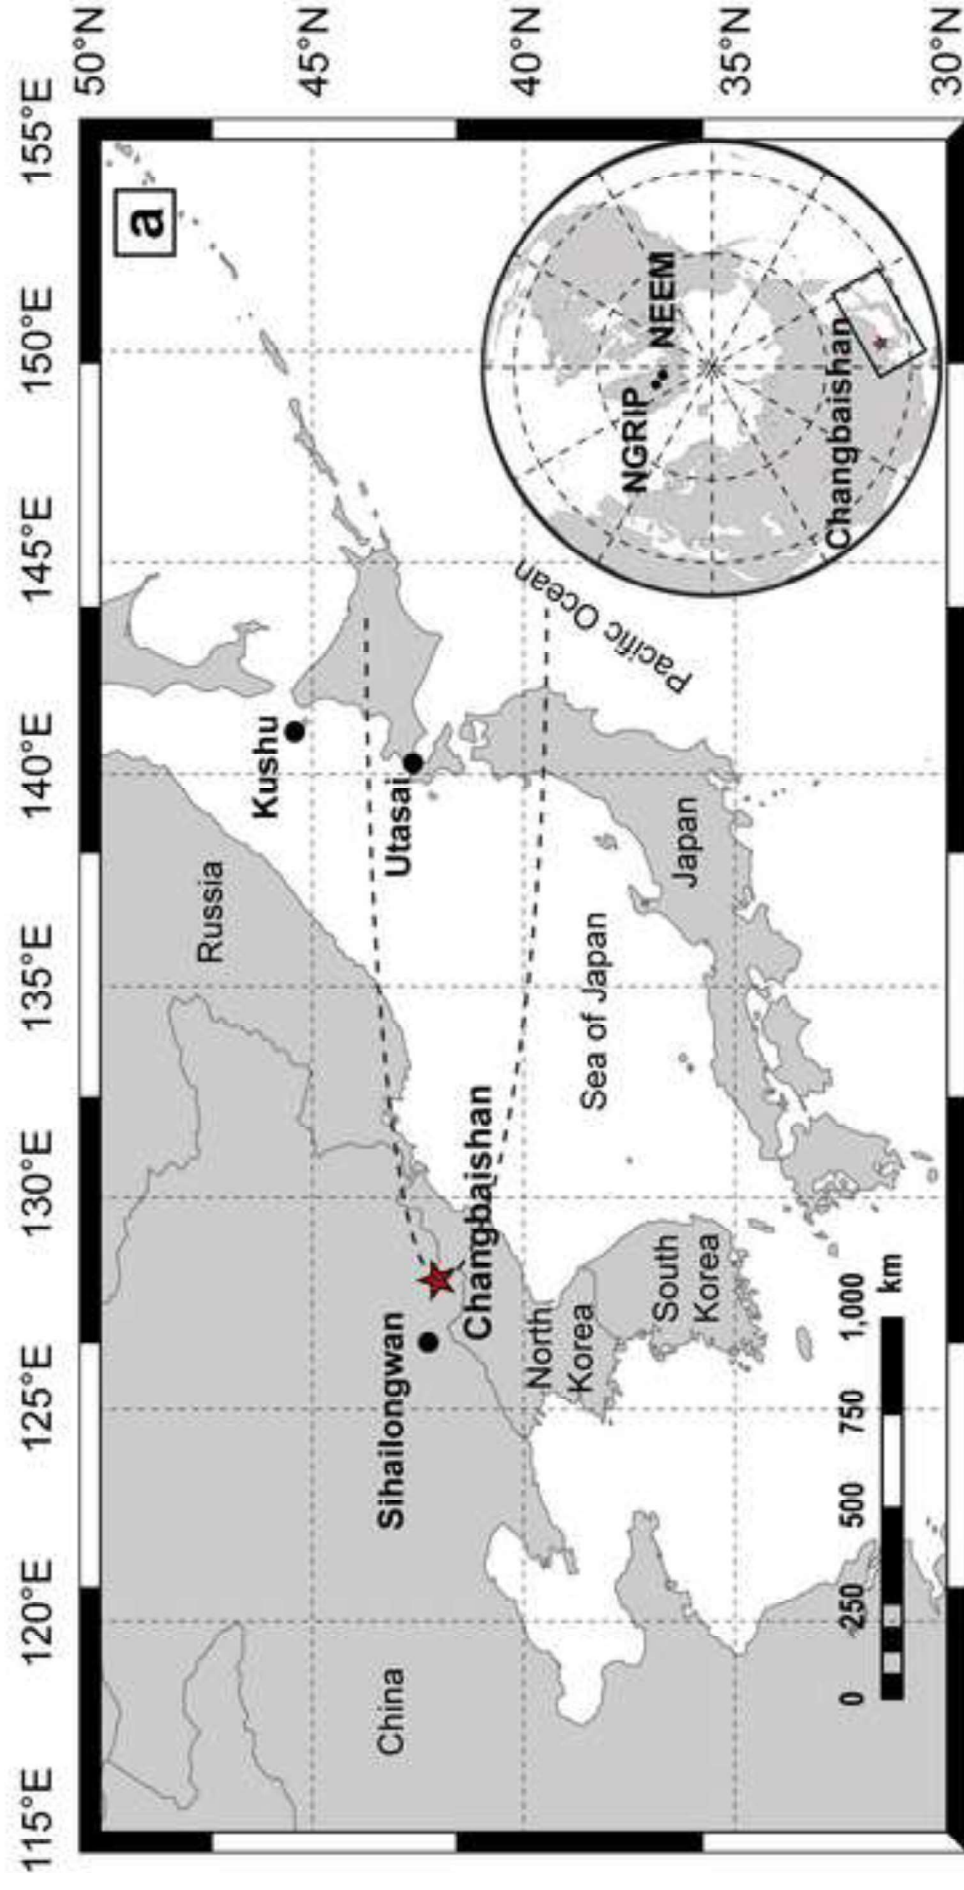 115°E
120°E
125°E
130°E
135°E
140°E
145°E
150°E
155°E
50°N
45°N
40°N
35°N
30°N
a
Russia
Kushu
Utasai
Sihailongwan
Changbaishan
China
North
Korea
South
Korea
Sea of Japan
Japan
Pacific Ocean
NGRIP
NEEM
Changbaishan
0
250
500
750
1,000
km